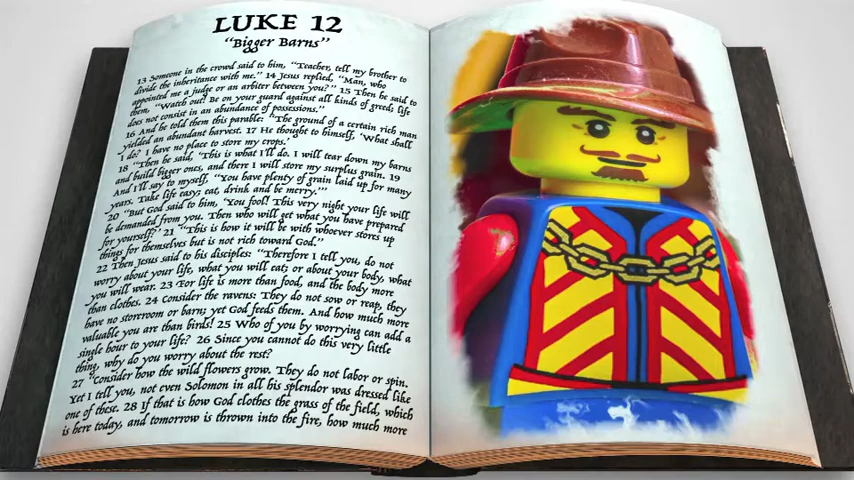 LUKE 12
“Bigger Barns”
13 Someone in the crowd said to him, “Teacher, tell my brother to
divide the inheritance with me.” 14 Jesus replied, “Man, who
appointed me a judge or an arbiter between you?” 15 Then he said to
them, “Watch out! Be on your guard against all kinds of greed; life
does not consist in an abundance of possessions.”
16 And he told them this parable: “The ground of a certain rich man
yielded an abundant harvest. 17 He thought to himself, ‘What shall
I do? I have no place to store my crops.’
18 “Then he said, ‘This is what I’ll do. I will tear down my barns
and build bigger ones, and there I will store my surplus grain. 19
And I’ll say to myself, “You have plenty of grain laid up for many
years. Take life easy; eat, drink and be merry.”’
20 “But God said to him, ‘You fool! This very night your life will
be demanded from you. Then who will get what you have prepared
for yourself?’ 21 “This is how it will be with whoever stores up
things for themselves but is not rich toward God.”
22 Then Jesus said to his disciples: “Therefore I tell you, do not
worry about your life, what you will eat; or about your body, what
you will wear. 23 For life is more than food, and the body more
than clothes. 24 Consider the ravens: They do not sow or reap, they
have no storeroom or barn; yet God feeds them. And how much more
valuable you are than birds! 25 Who of you by worrying can add a
single hour to your life? 26 Since you cannot do this very little
thing, why do you worry about the rest?
27 “Consider how the wild flowers grow. They do not labor or spin.
Yet I tell you, not even Solomon in all his splendor was dressed like
one of these. 28 If that is how God clothes the grass of the field, which
is here today, and tomorrow is thrown into the fire, how much more